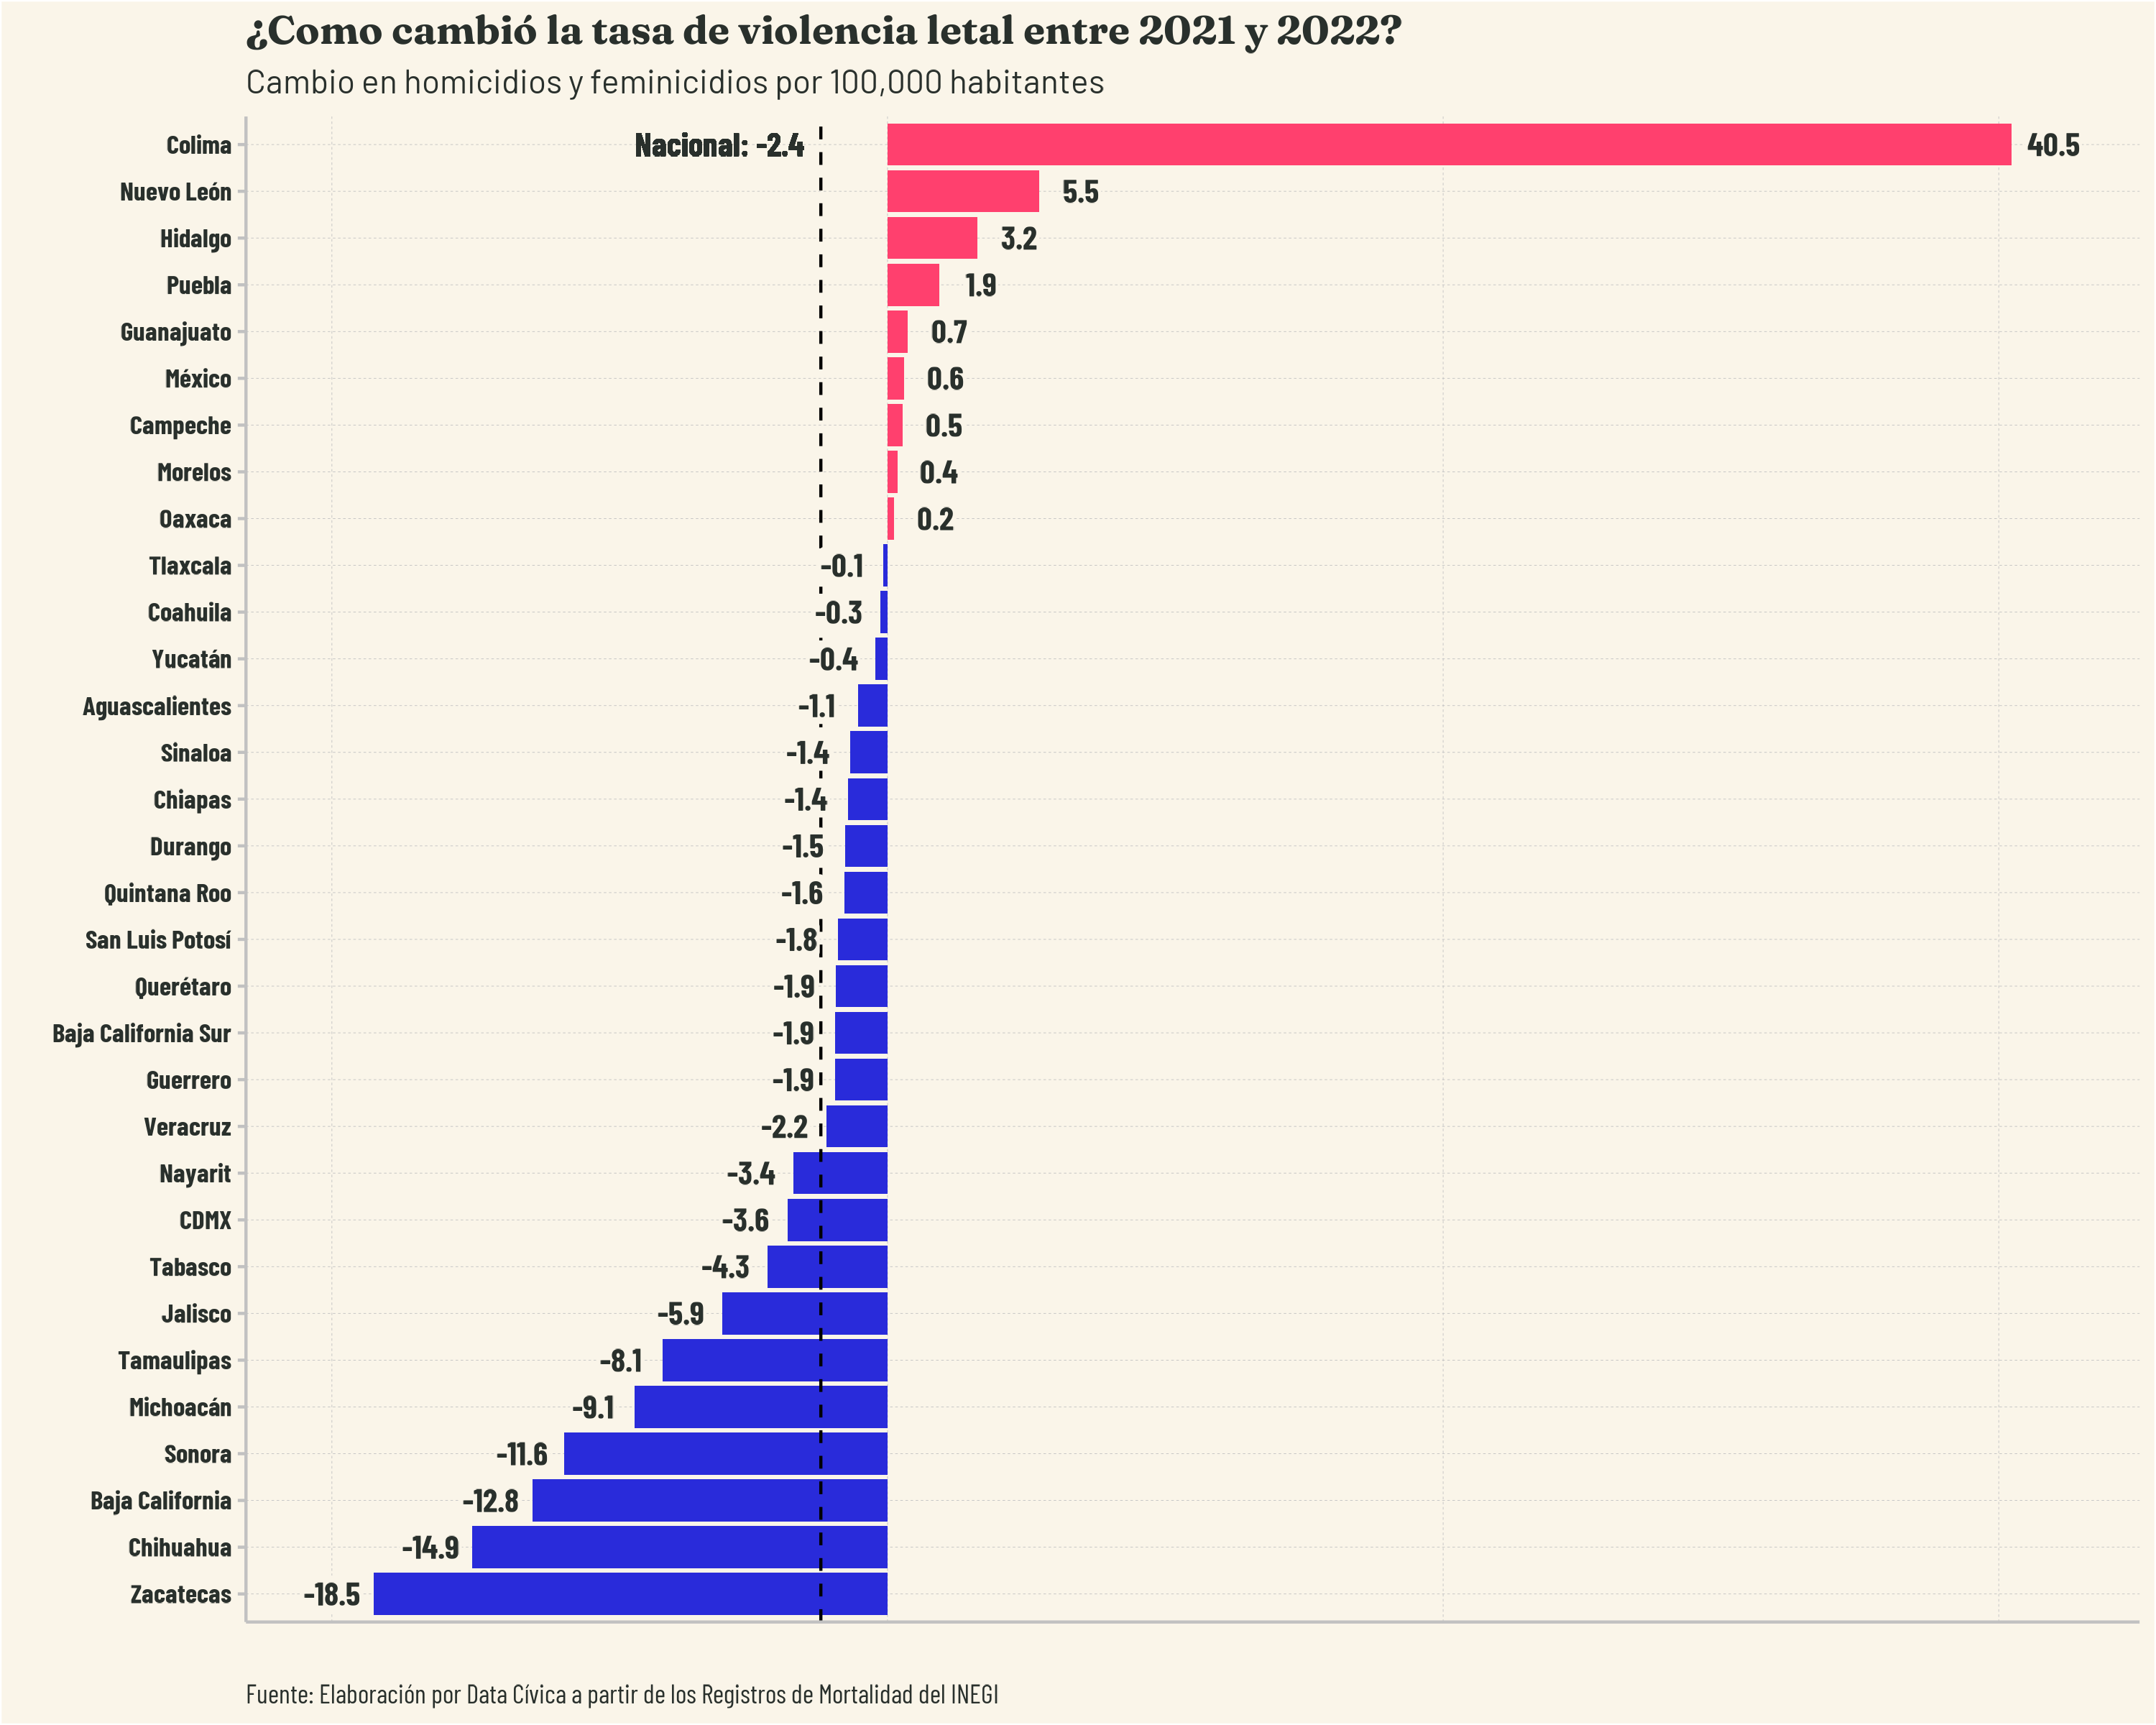 ¿Como cambió la tasa de violencia letal entre 2021 y 2022?
Cambio en homicidios y feminicidios por 100,000 habitantes
Colima Nacional: -2.4 40.5
Nuevo León 5.5
Hidalgo 3.2
Puebla 1.9
Guanajuato 0.7
México 0.6
Campeche 0.5
Morelos 0.4
Oaxaca 0.2
Tlaxcala -0.1
Coahuila -0.3
Yucatán -0.4
Aguascalientes -1.1
Sinaloa -1.4
Chiapas -1.4
Durango -1.5
Quintana Roo -1.6
San Luis Potosí -1.8
Querétaro -1.9
Baja California Sur -1.9
Guerrero -1.9
Veracruz -2.2
Nayarit -3.4
CDMX -3.6
Tabasco -4.3
Jalisco -5.9
Tamaulipas -8.1
Michoacán -9.1
Sonora -11.6
Baja California -12.8
Chihuahua -14.9
Zacatecas -18.5
Fuente: Elaboración por Data Cívica a partir de los Registros de Mortalidad del INEGI